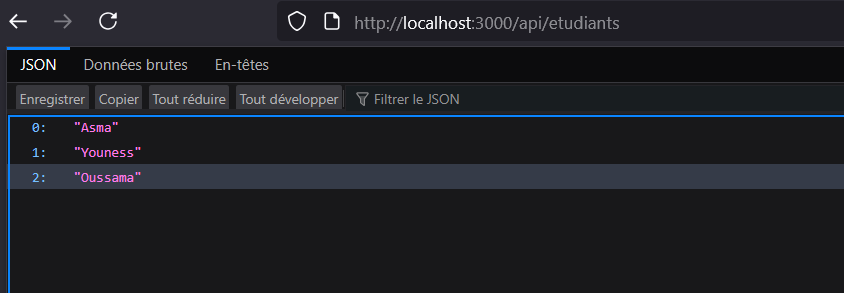 http://localhost:3000/api/etudiants
JSON Données brutes En-têtes
Enregistrer Copier Tout réduire Tout développer Filtrer le JSON
0: "Asma"
1: "Youness"
2: "Oussama"